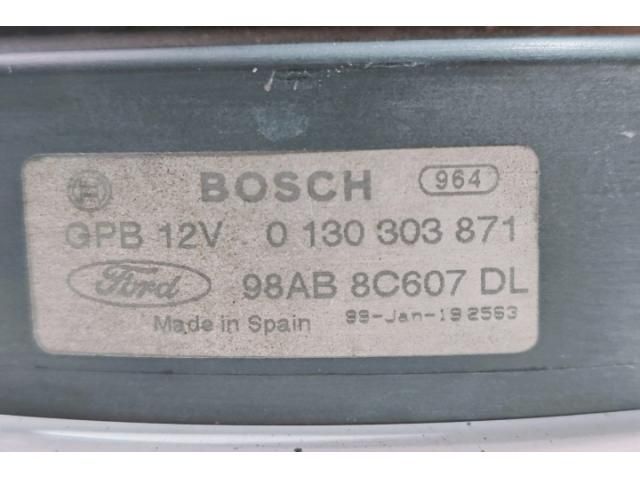 BOSCH 964
GPB 12V 0 130 303 871
Ford 98AB 8C607 DL
Made in Spain 99-Jan-19 2563